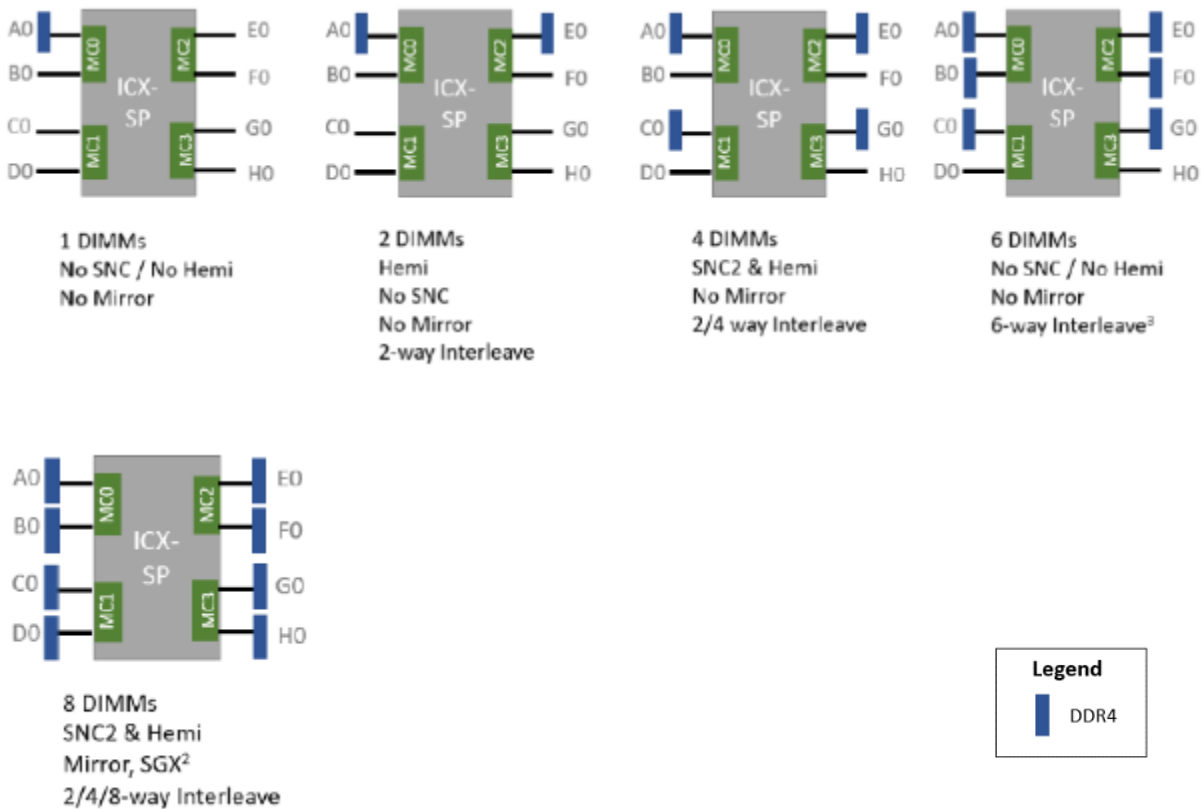 A0
MC0
MC2
E0
B0
F0
ICX-
SP
C0
MC1
MC3
G0
D0
H0
1 DIMMs
No SNC / No Hemi
No Mirror
A0
MC0
MC2
E0
B0
F0
ICX-
SP
C0
MC1
MC3
G0
D0
H0
2 DIMMs
Hemi
No SNC
No Mirror
2-way Interleave
A0
MC0
MC2
E0
B0
F0
ICX-
SP
C0
MC1
MC3
G0
D0
H0
4 DIMMs
SNC2 & Hemi
No Mirror
2/4 way Interleave
A0
MC0
MC2
E0
B0
F0
ICX-
SP
C0
MC1
MC3
G0
D0
H0
6 DIMMs
No SNC / No Hemi
No Mirror
6-way Interleave³
A0
MC0
MC2
E0
B0
F0
ICX-
SP
C0
MC1
MC3
G0
D0
H0
8 DIMMs
SNC2 & Hemi
Mirror, SGX²
2/4/8-way Interleave
Legend
DDR4